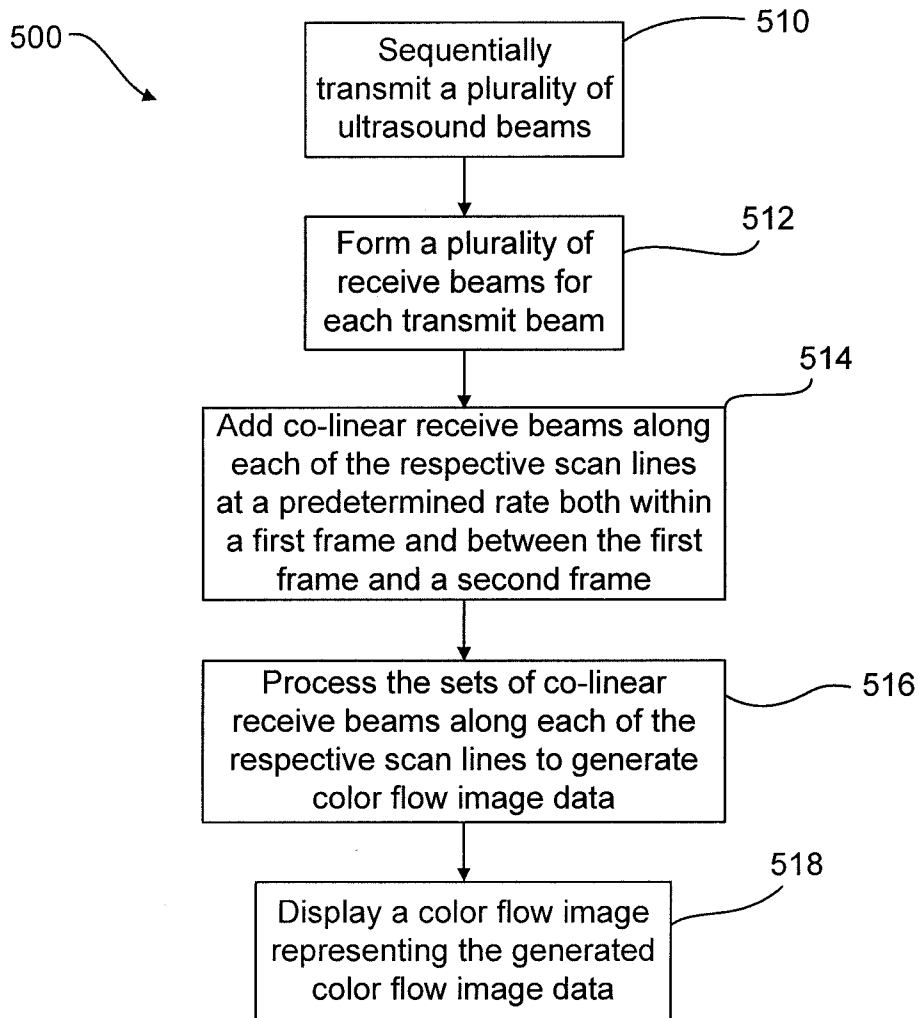 500
510
Sequentially
transmit a plurality of
ultrasound beams
512
Form a plurality of
receive beams for
each transmit beam
514
Add co-linear receive beams along
each of the respective scan lines
at a predetermined rate both within
a first frame and between the first
frame and a second frame
516
Process the sets of co-linear
receive beams along each of the
respective scan lines to generate
color flow image data
518
Display a color flow image
representing the generated
color flow image data